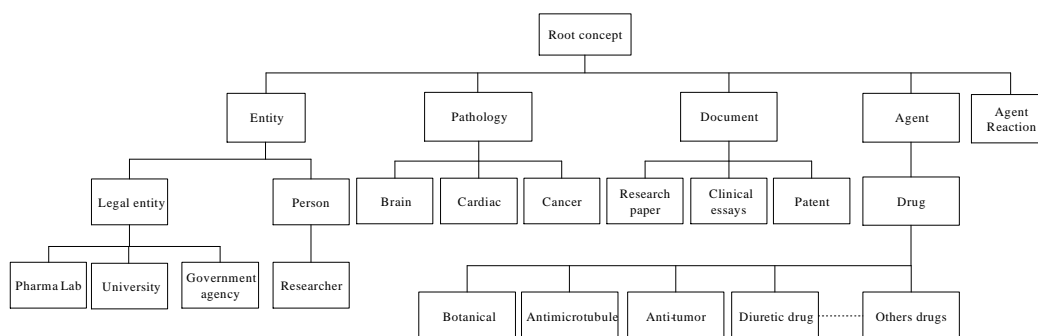 Root concept
Entity
Pathology
Document
Agent
Agent
Reaction
Legal entity
Person
Brain
Cardiac
Cancer
Research
paper
Clinical
essays
Patent
Drug
Pharma Lab
University
Government
agency
Researcher
Botanical
Antimicrotubule
Anti-tumor
Diuretic drug
Others drugs